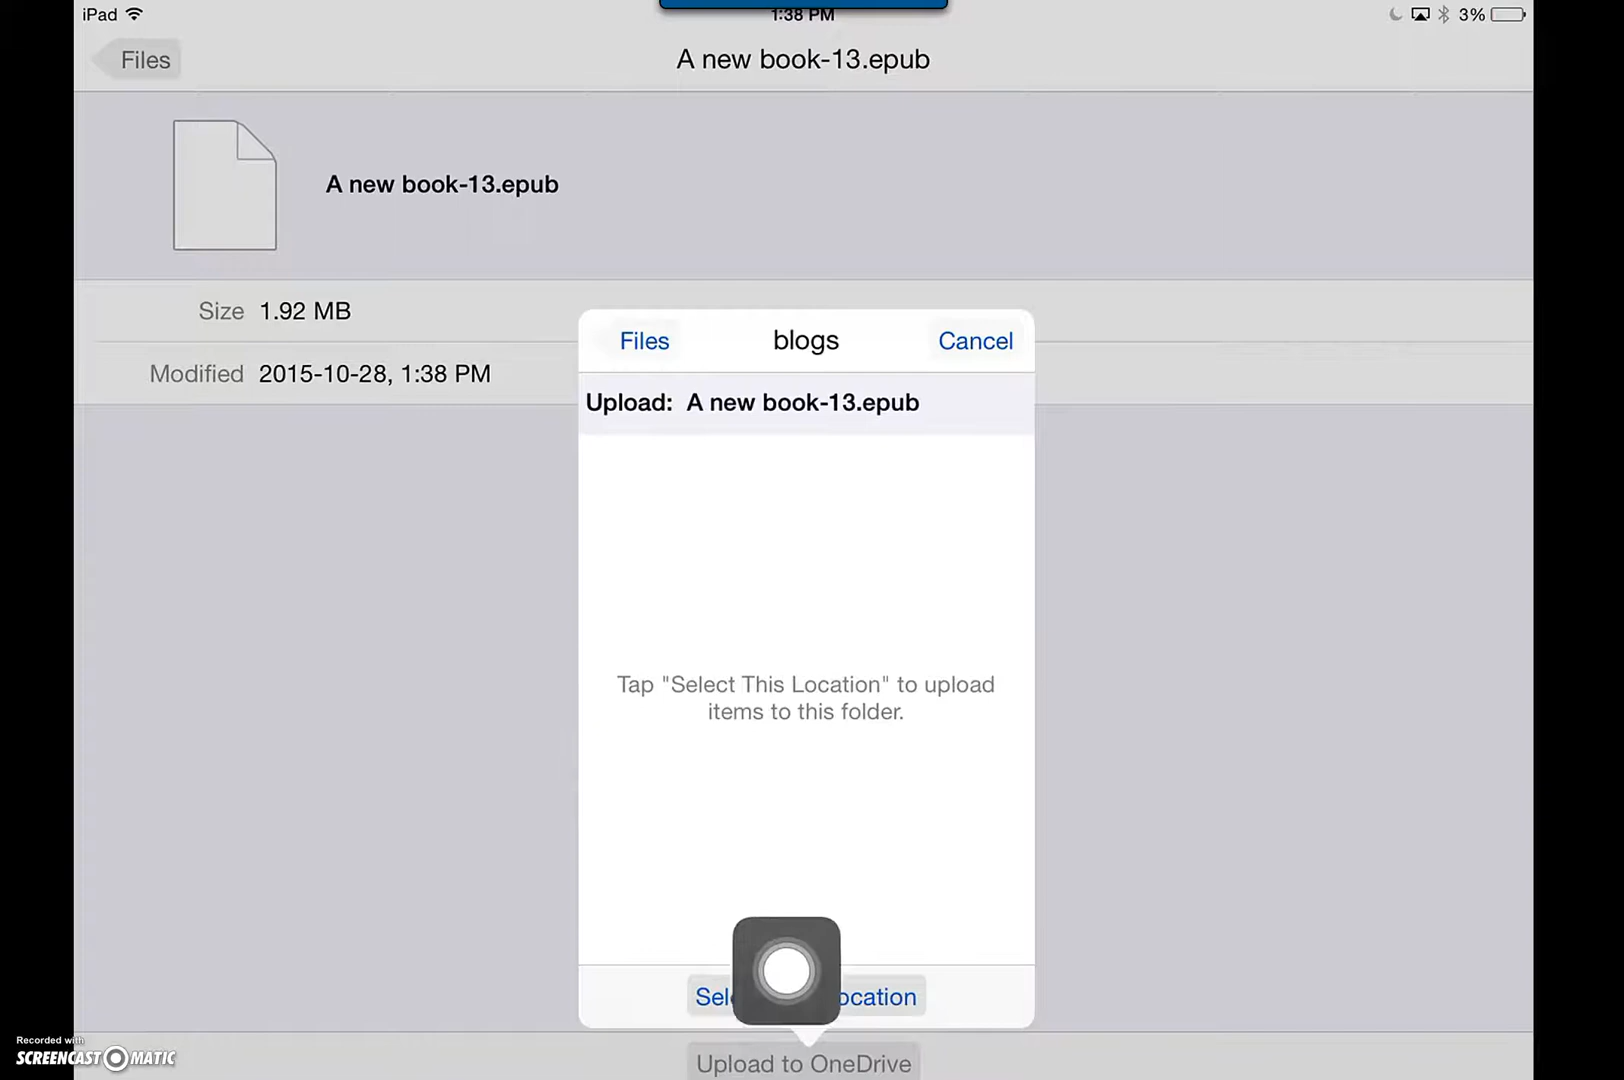 iPad 1:38 PM 3%
Files A new book-13.epub
A new book-13.epub
Size 1.92 MB
Modified 2015-10-28, 1:38 PM
Files blogs Cancel
Upload: A new book-13.epub
Tap "Select This Location" to upload
items to this folder.
Upload to OneDrive
Recorded with
SCREENCAST MATIC